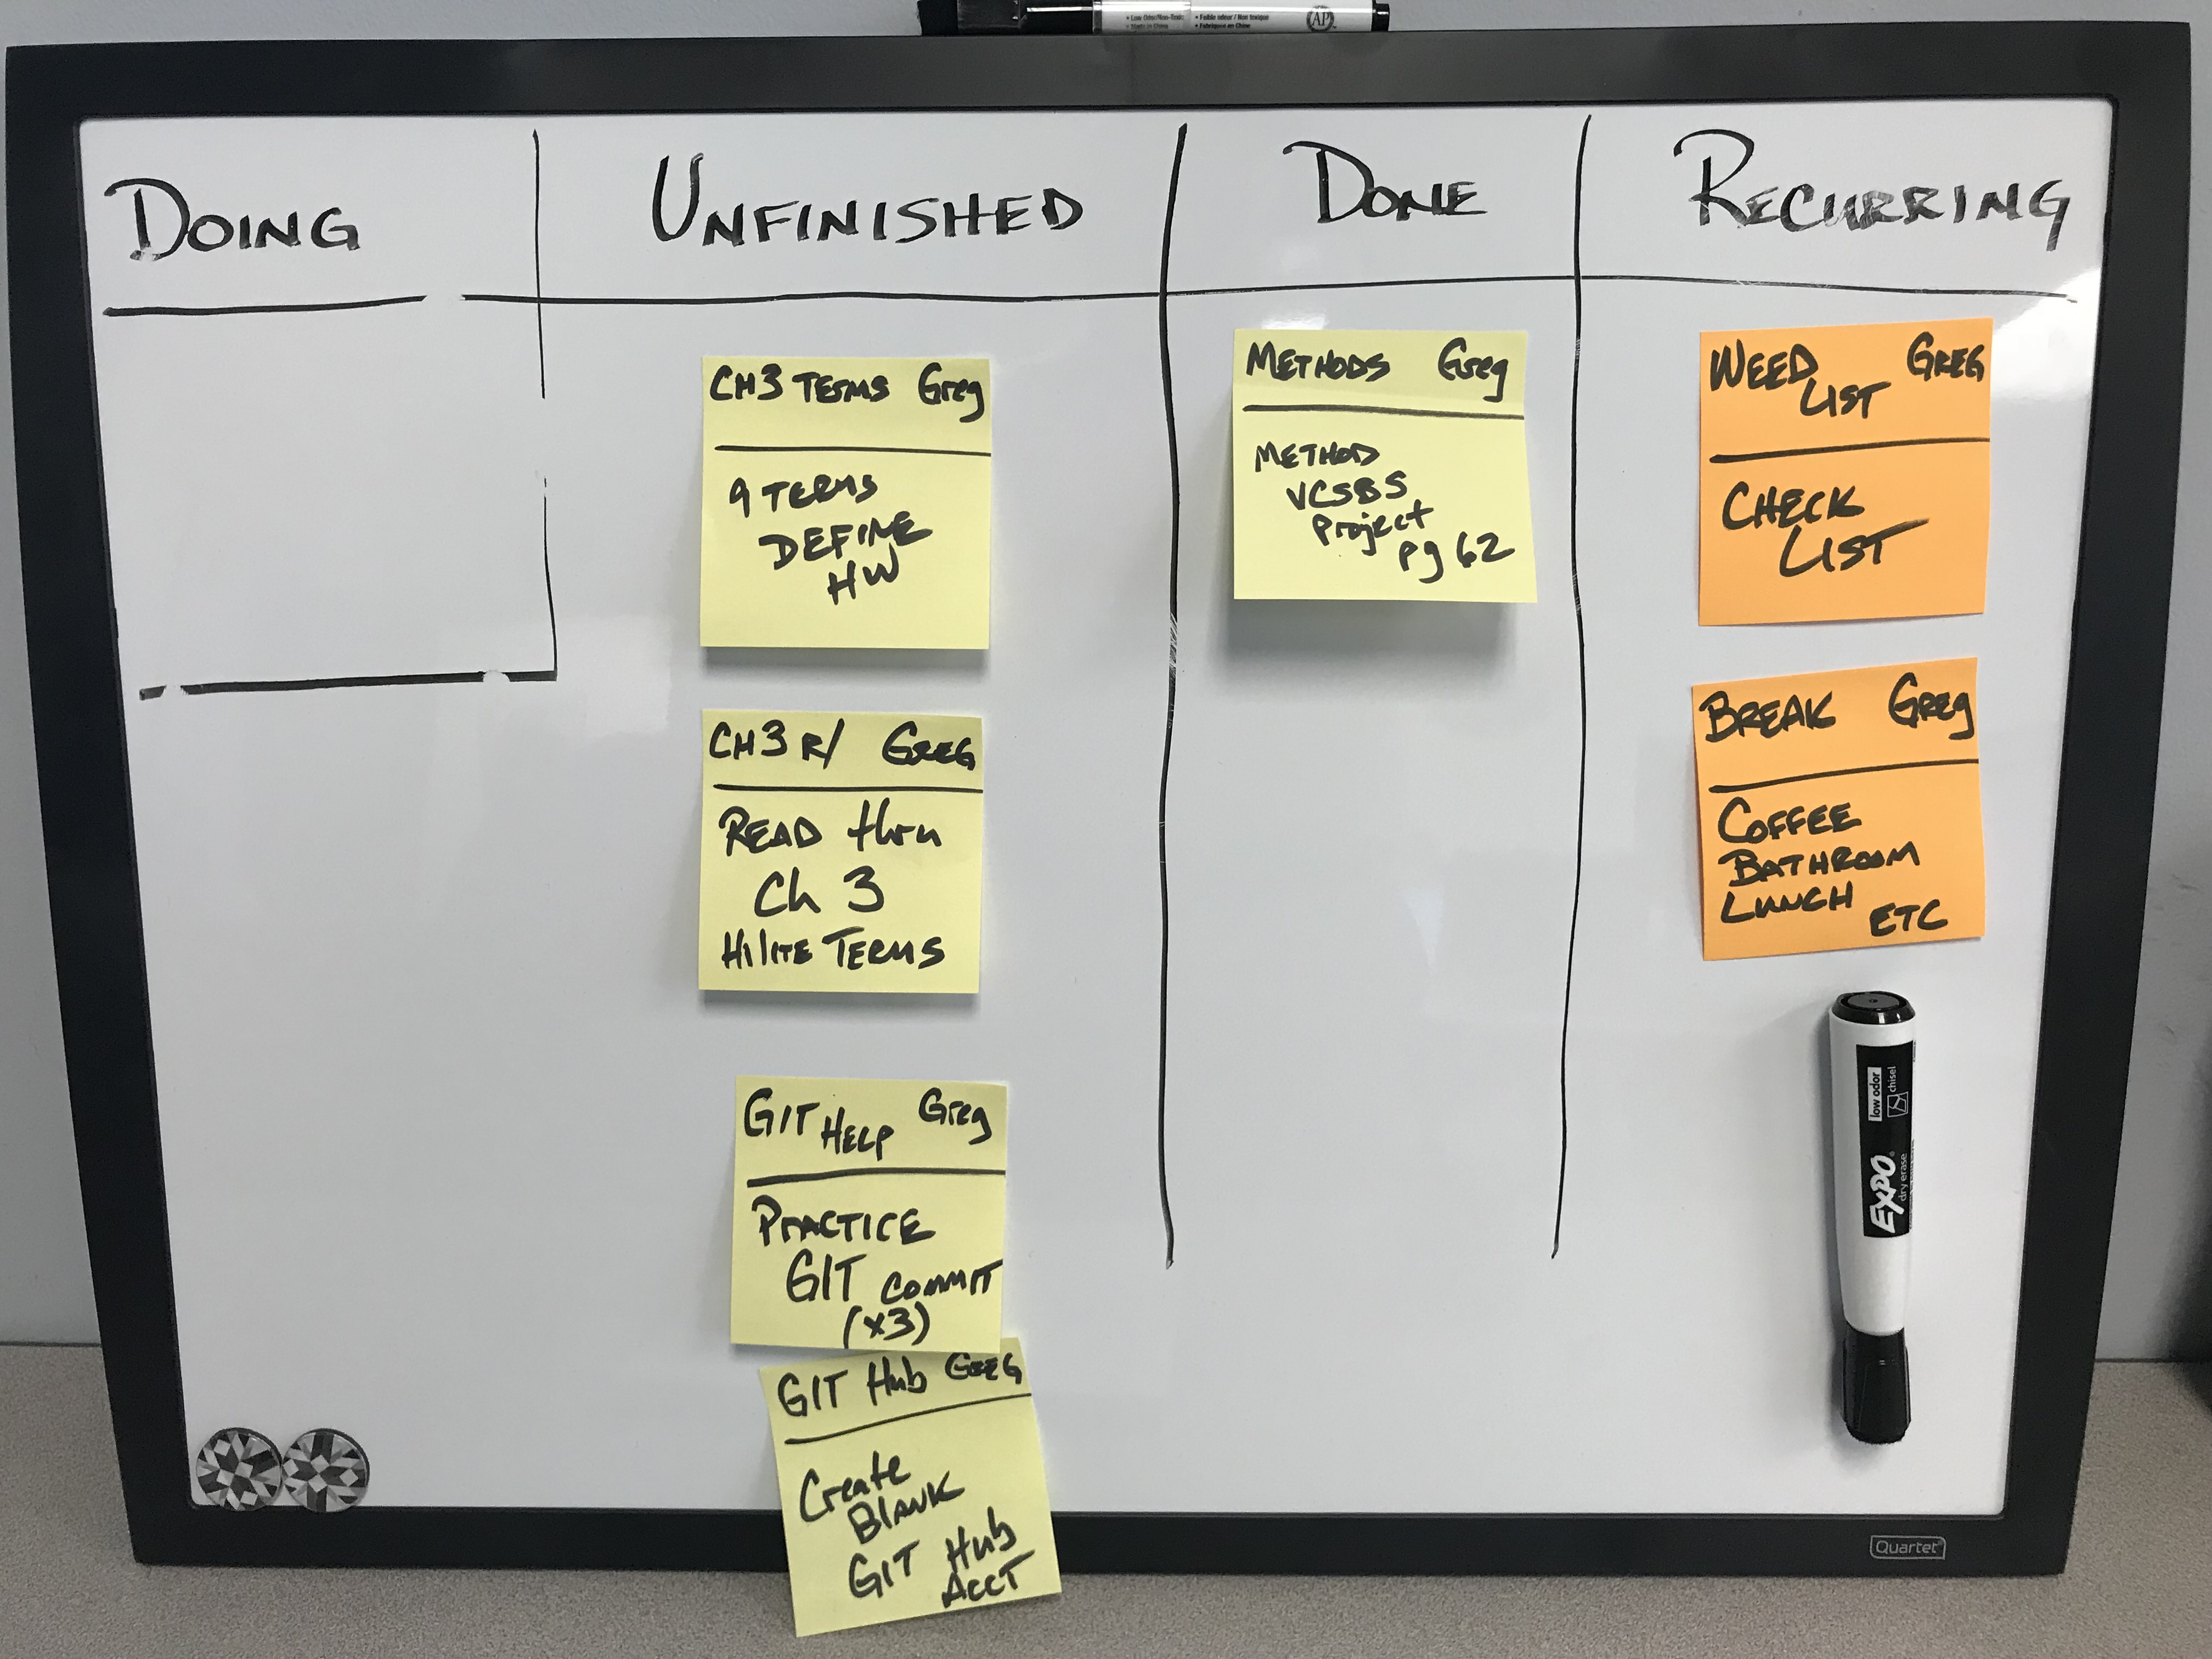 • Low Odor/Non-Toxic • Faible odeur / Non toxique
• Made in China • Fabriqué en Chine
AP
DOING
UNFINISHED
DONE
RECURRING
CH3 TERMS Greg
9 TERMS
DEFINE
HW
CH3 R/ GREG
READ thru
Ch 3
HiliTE TERMS
GIT HELP Greg
PRACTICE
GIT COMMIT
(x3)
GIT Hub GREG
Create
BLANK
GIT Hub
ACCT
METHODS Greg
METHOD
VCSBS
Project
pg 62
WEED GREG
LIST
CHECK
LIST
BREAK Greg
COFFEE
BATHROOM
LUNCH
ETC
EXPO
dry erase
low odor
chisel
Quartet